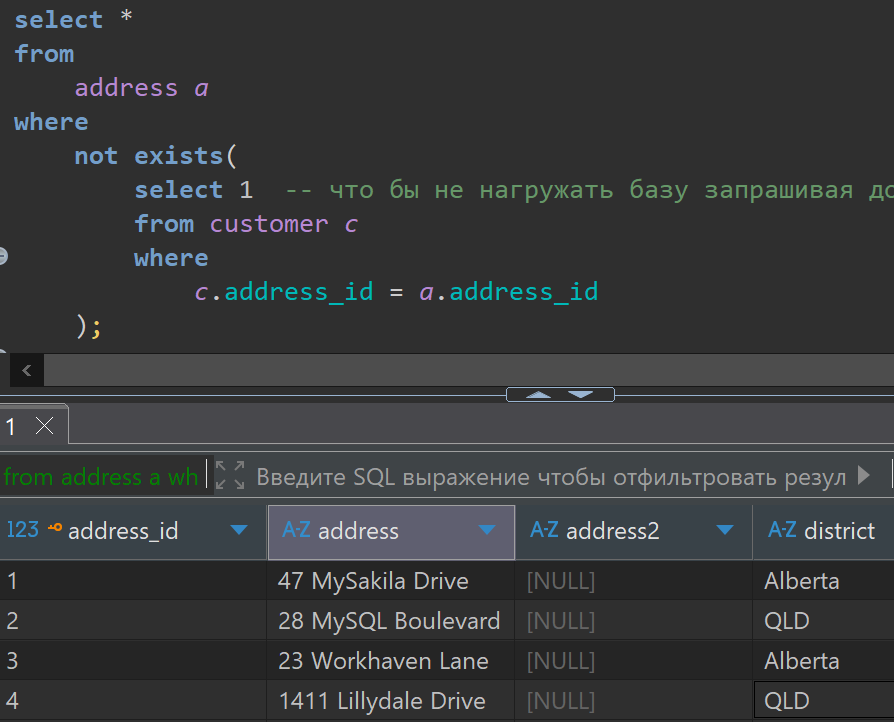 select *
from
address a
where
not exists(
select 1 -- что бы не нагружать базу запрашивая
from customer c
where
c.address_id = a.address_id
);
1
from address a wh Введите SQL выражение чтобы отфильтровать резул
123 address_id A-Z address A-Z address2 A-Z district
1 47 MySakila Drive [NULL] Alberta
2 28 MySQL Boulevard [NULL] QLD
3 23 Workhaven Lane [NULL] Alberta
4 1411 Lillydale Drive [NULL] QLD